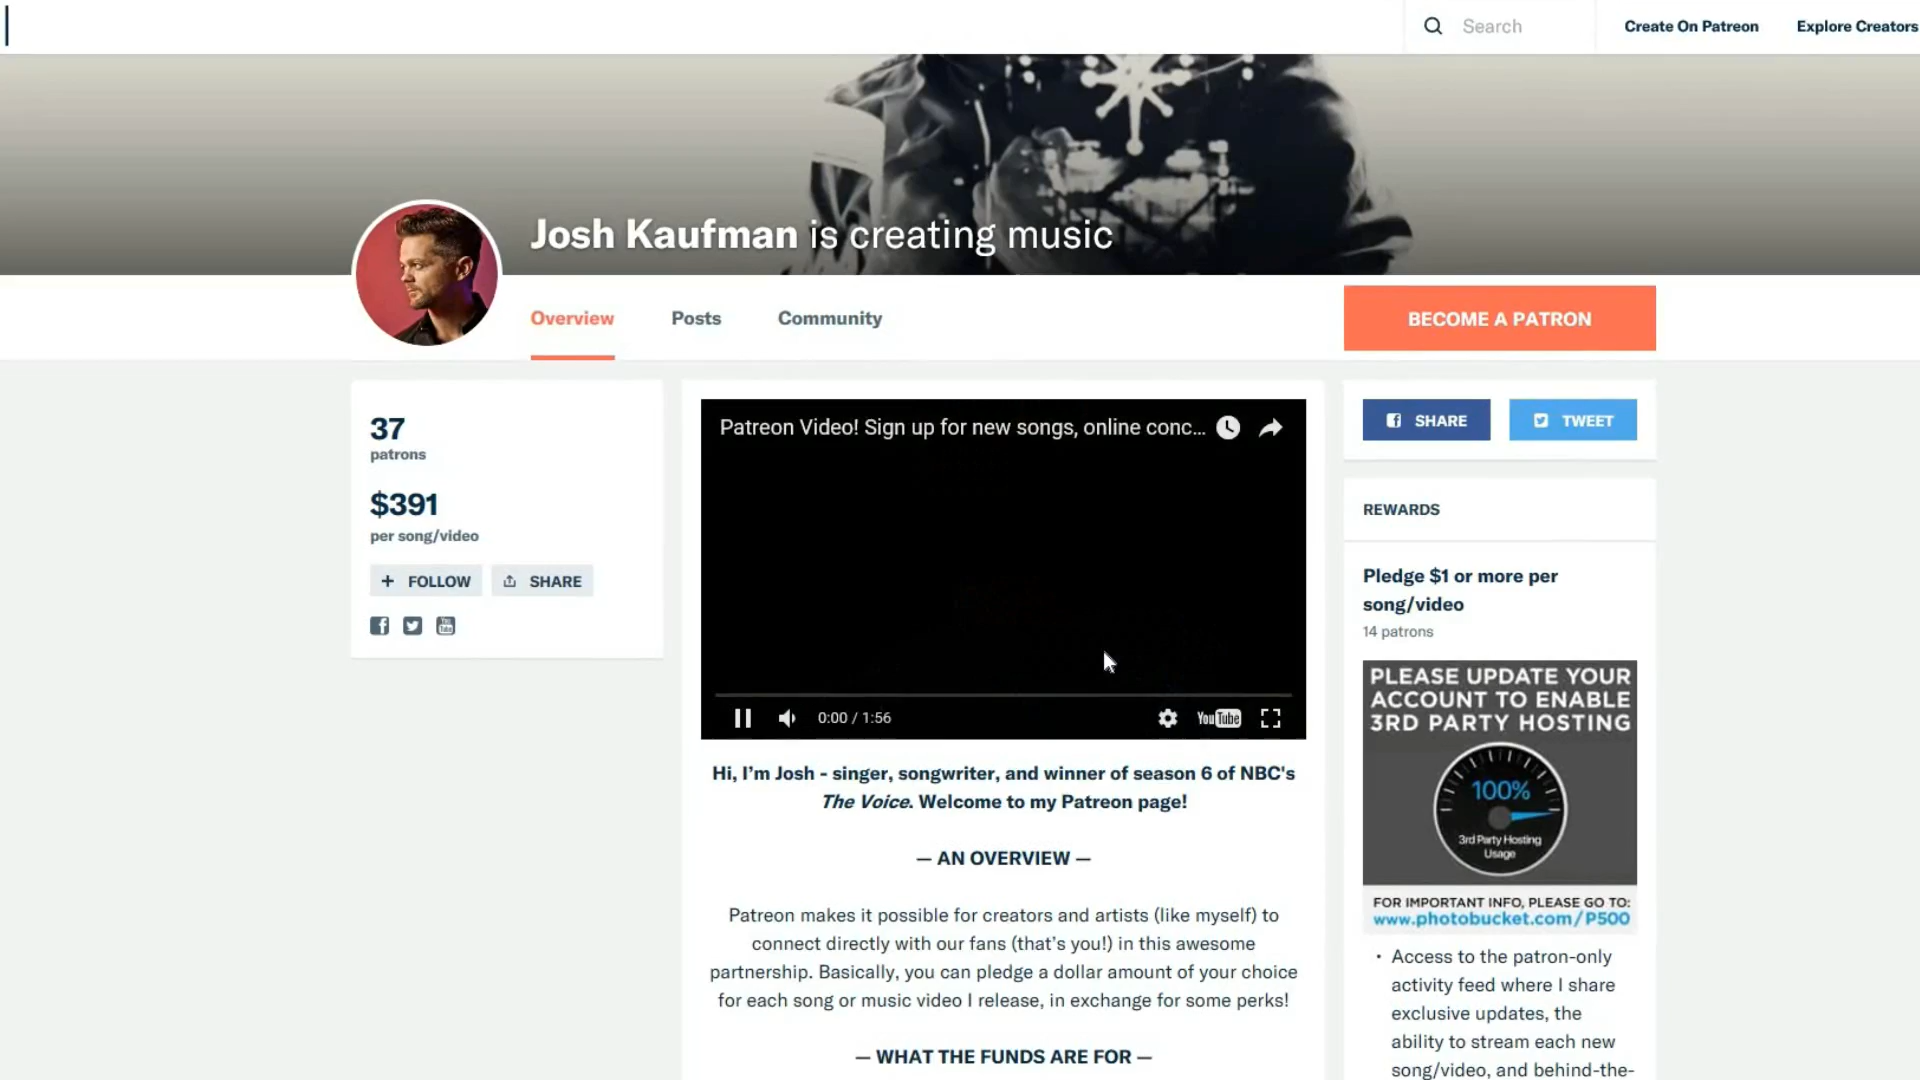 Search
Create On Patreon
Explore Creators
Josh Kaufman is creating music
Overview
Posts
Community
BECOME A PATRON
37
patrons
$391
per song/video
+ FOLLOW
SHARE
Patreon Video! Sign up for new songs, online conc...
0:00 / 1:56
YouTube
Hi, I'm Josh - singer, songwriter, and winner of season 6 of NBC's
The Voice. Welcome to my Patreon page!
— AN OVERVIEW —
Patreon makes it possible for creators and artists (like myself) to
connect directly with our fans (that's you!) in this awesome
partnership. Basically, you can pledge a dollar amount of your choice
for each song or music video I release, in exchange for some perks!
— WHAT THE FUNDS ARE FOR —
SHARE
TWEET
REWARDS
Pledge $1 or more per
song/video
14 patrons
PLEASE UPDATE YOUR
ACCOUNT TO ENABLE
3RD PARTY HOSTING
100%
3rd Party Hosting
Usage
FOR IMPORTANT INFO, PLEASE GO TO:
www.photobucket.com/P500
• Access to the patron-only
activity feed where I share
exclusive updates, the
ability to stream each new
song/video, and behind-the-